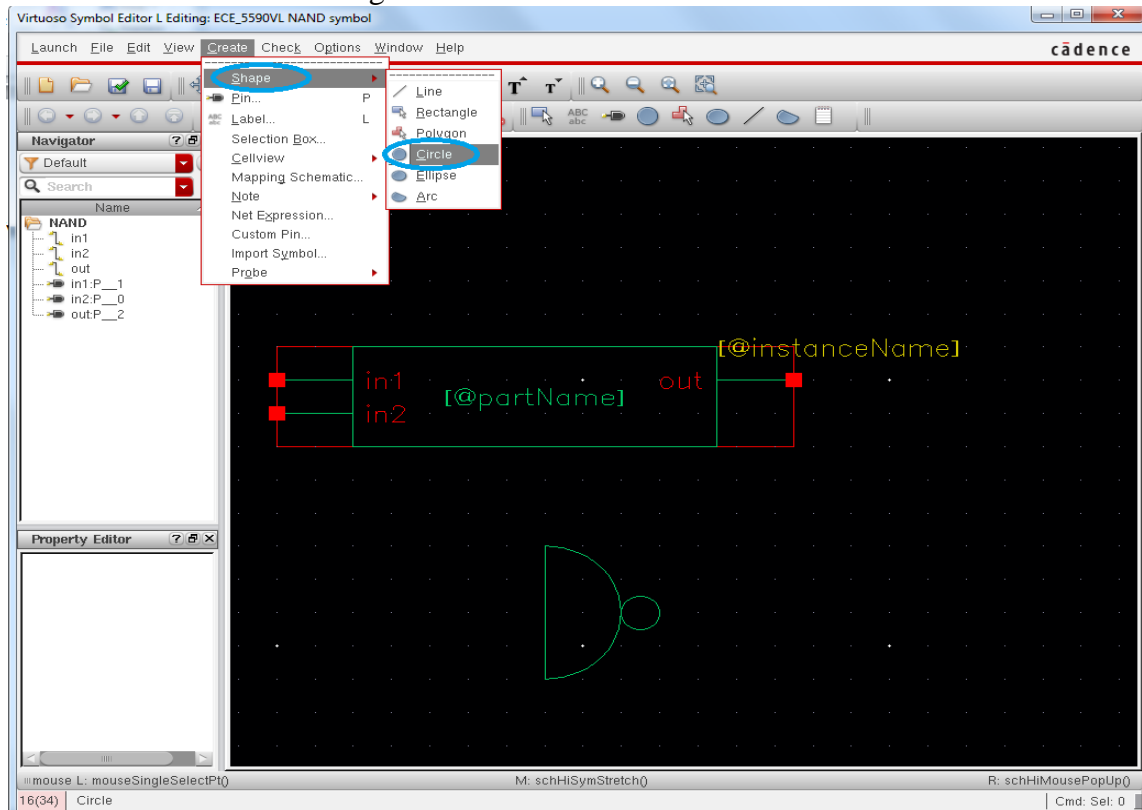 Virtuoso Symbol Editor L Editing: ECE_5590VL NAND symbol
Launch File Edit View Create Check Options Window Help
cādence
Shape
Pin... P
Label... L
Selection Box...
Cellview
Mapping Schematic...
Note
Net Expression...
Custom Pin...
Import Symbol...
Probe
Line
Rectangle
Polygon
Circle
Ellipse
Arc
T T
ABC
abc
Navigator
Default
Search
Name
NAND
in1
in2
out
in1:P__1
in2:P__0
out:P__2
Property Editor
[@instanceName]
in1
out
[@partName]
in2
mouse L: mouseSingleSelectPt()
M: schHiSymStretch()
R: schHiMousePopUp()
16(34)
Circle
Cmd: Sel: 0